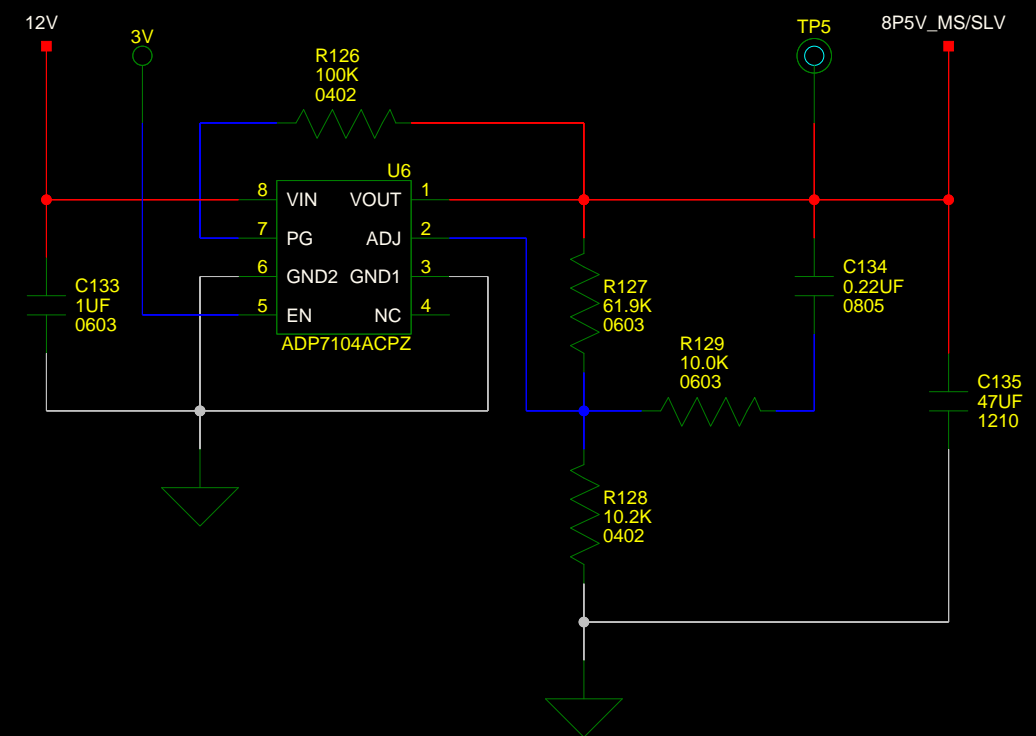 12V
3V
TP5
8P5V_MS/SLV
R126
100K
0402
U6
8 VIN VOUT 1
7 PG ADJ 2
6 GND2 GND1 3
5 EN NC 4
ADP7104ACPZ
C133
1UF
0603
R127
61.9K
0603
C134
0.22UF
0805
R129
10.0K
0603
C135
47UF
1210
R128
10.2K
0402